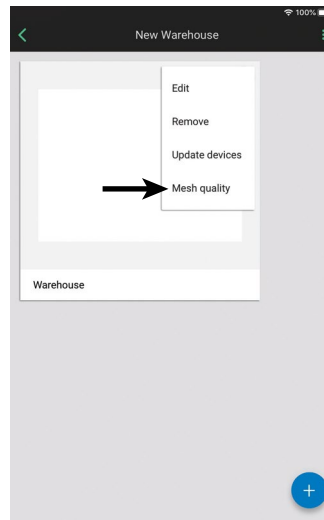 100%
New Warehouse
Edit
Remove
Update devices
Mesh quality
Warehouse